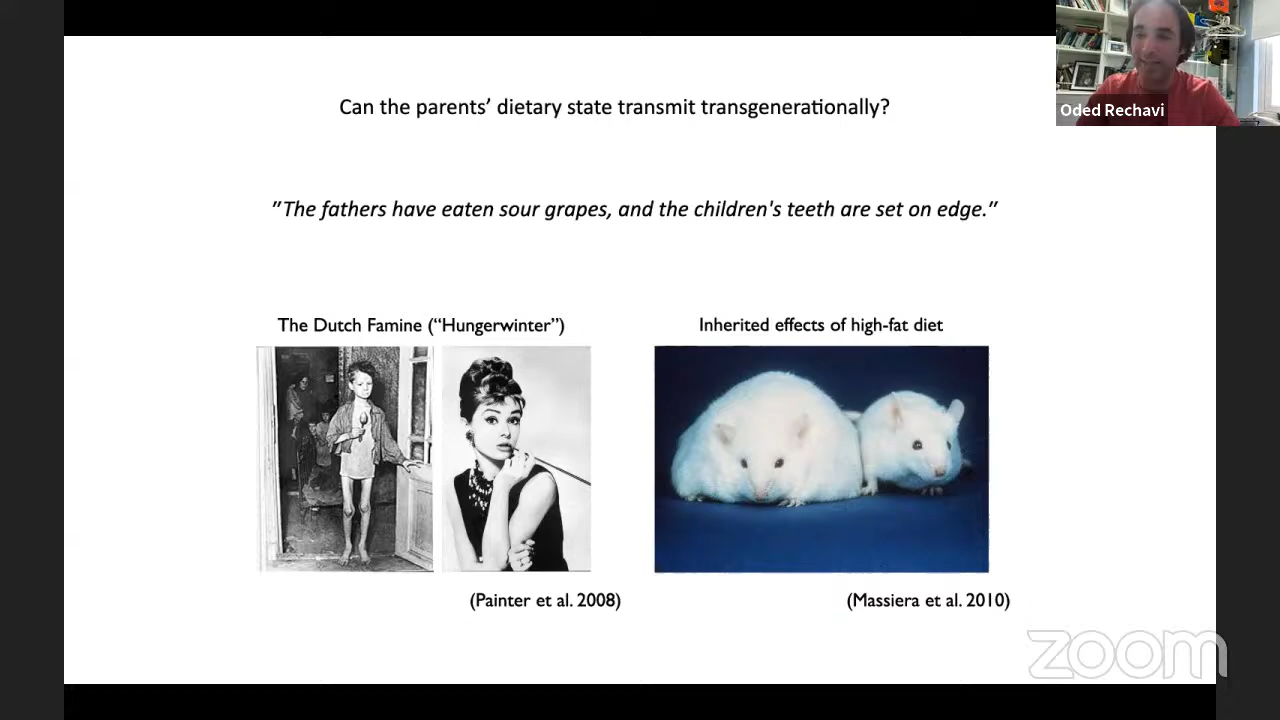 Can the parents’ dietary state transmit transgenerationally?
Oded Rechavi
”The fathers have eaten sour grapes, and the children's teeth are set on edge.”
The Dutch Famine (“Hungerwinter”)
Inherited effects of high-fat diet
(Painter et al. 2008)
(Massiera et al. 2010)
zoom